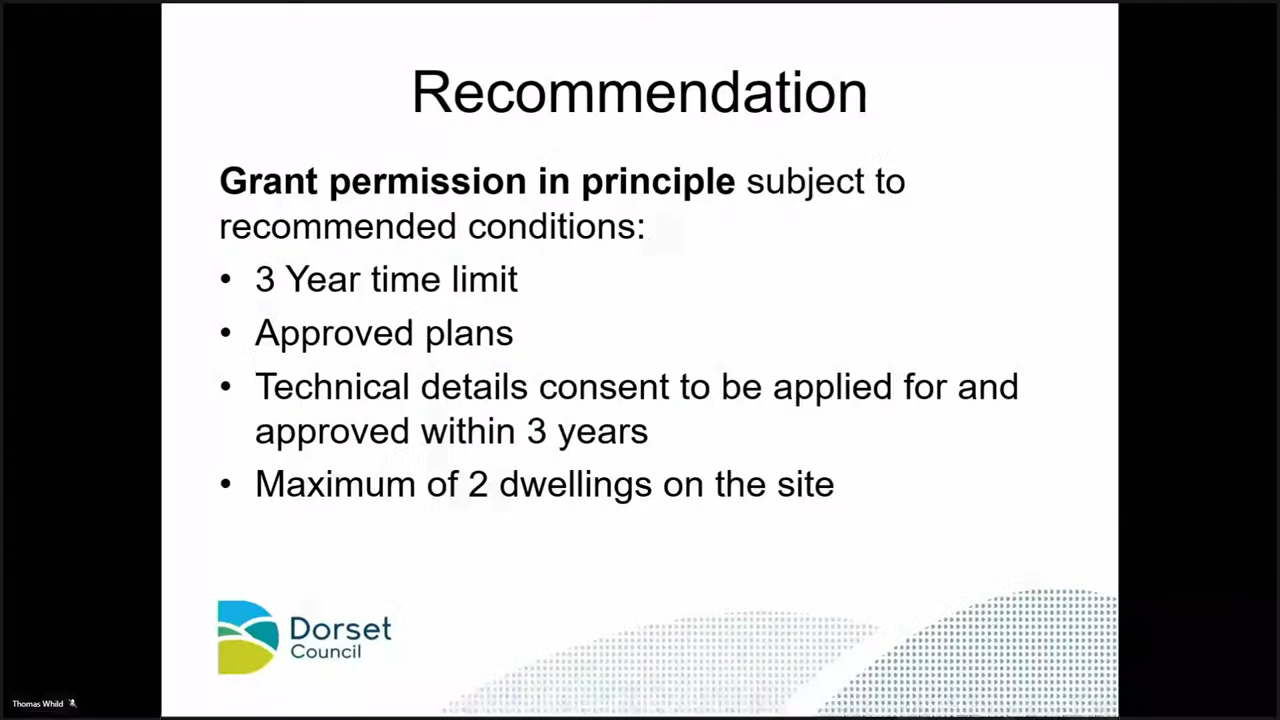 Recommendation
Grant permission in principle subject to
recommended conditions:
• 3 Year time limit
• Approved plans
• Technical details consent to be applied for and
approved within 3 years
• Maximum of 2 dwellings on the site
Dorset
Council
Thomas Whild